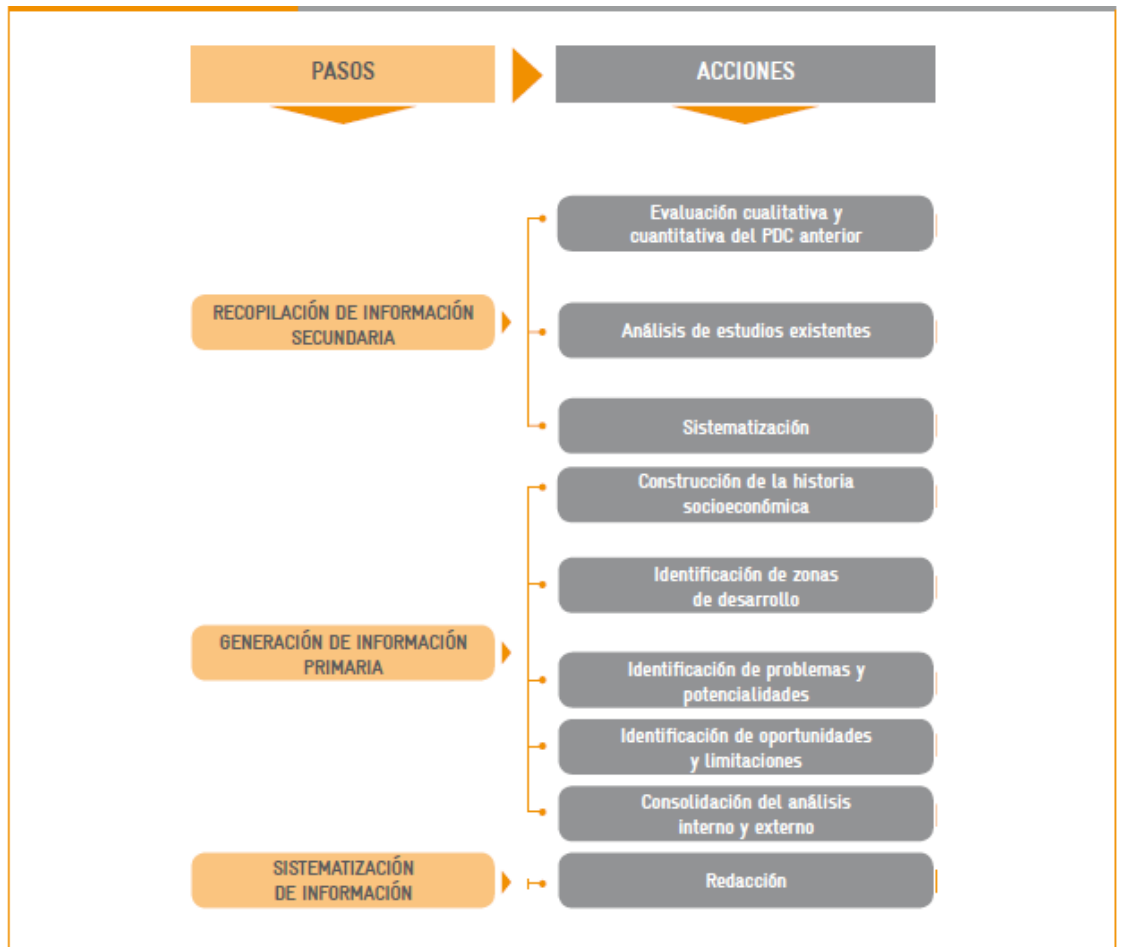 PASOS
ACCIONES
Evaluación cualitativa y
cuantitativa del PDC anterior
RECOPILACIÓN DE INFORMACIÓN
SECUNDARIA
Análisis de estudios existentes
Sistematización
Construcción de la historia
socioeconómica
Identificación de zonas
de desarrollo
GENERACIÓN DE INFORMACIÓN
PRIMARIA
Identificación de problemas y
potencialidades
Identificación de oportunidades
y limitaciones
Consolidación del análisis
interno y externo
SISTEMATIZACIÓN
DE INFORMACIÓN
Redacción